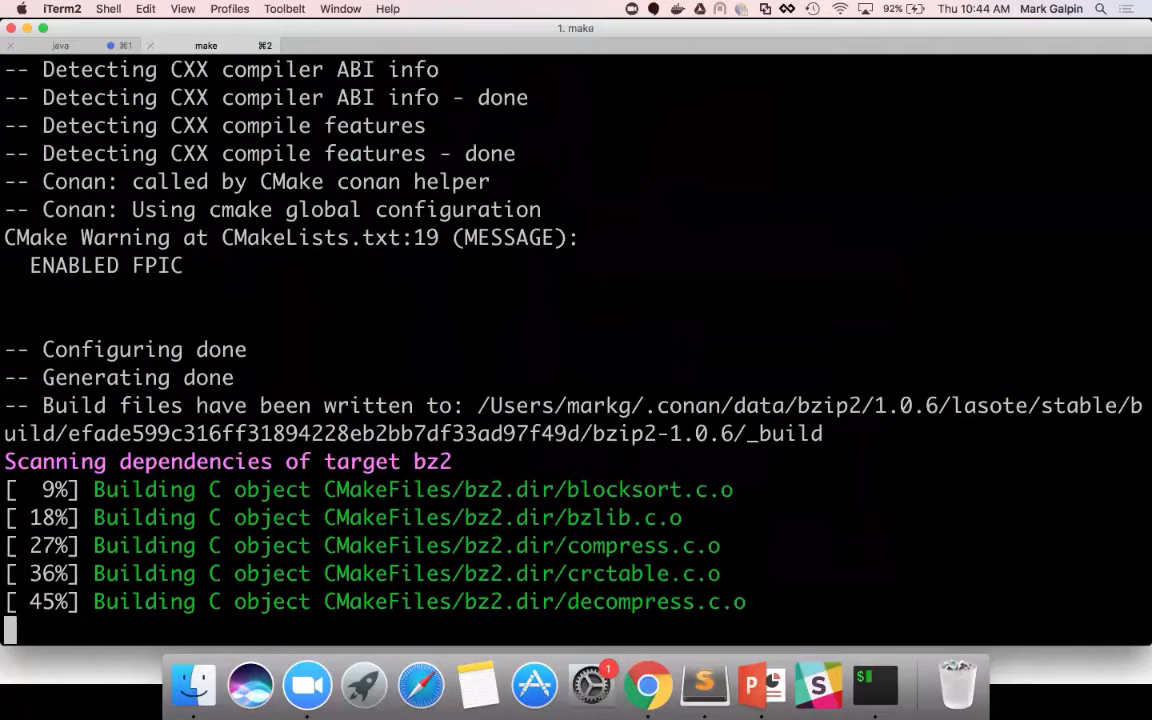 iTerm2 Shell Edit View Profiles Toolbelt Window Help 92% Thu 10:44 AM Mark Galpin
1. make
java ⌘1 make ⌘2
-- Detecting CXX compiler ABI info
-- Detecting CXX compiler ABI info - done
-- Detecting CXX compile features
-- Detecting CXX compile features - done
-- Conan: called by CMake conan helper
-- Conan: Using cmake global configuration
CMake Warning at CMakeLists.txt:19 (MESSAGE):
ENABLED FPIC
-- Configuring done
-- Generating done
-- Build files have been written to: /Users/markg/.conan/data/bzip2/1.0.6/lasote/stable/b
uild/efade599c316ff31894228eb2bb7df33ad97f49d/bzip2-1.0.6/_build
Scanning dependencies of target bz2
[  9%] Building C object CMakeFiles/bz2.dir/blocksort.c.o
[ 18%] Building C object CMakeFiles/bz2.dir/bzlib.c.o
[ 27%] Building C object CMakeFiles/bz2.dir/compress.c.o
[ 36%] Building C object CMakeFiles/bz2.dir/crctable.c.o
[ 45%] Building C object CMakeFiles/bz2.dir/decompress.c.o
1
S P S $